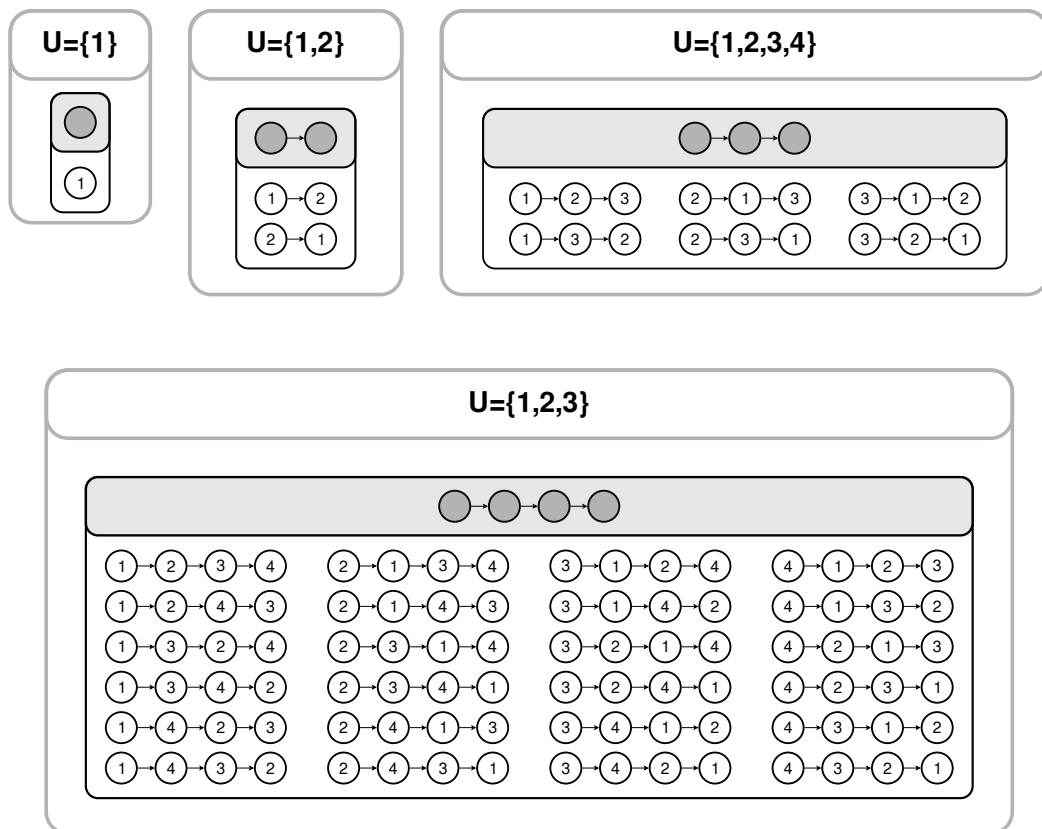 U={1}
U={1,2}
U={1,2,3,4}
1
1 2
2 1
1 2 3 2 1 3 3 1 2
1 3 2 2 3 1 3 2 1
U={1,2,3}
1 2 3 4 2 1 3 4 3 1 2 4 4 1 2 3
1 2 4 3 2 1 4 3 3 1 4 2 4 1 3 2
1 3 2 4 2 3 1 4 3 2 1 4 4 2 1 3
1 3 4 2 2 3 4 1 3 2 4 1 4 2 3 1
1 4 2 3 2 4 1 3 3 4 1 2 4 3 1 2
1 4 3 2 2 4 3 1 3 4 2 1 4 3 2 1